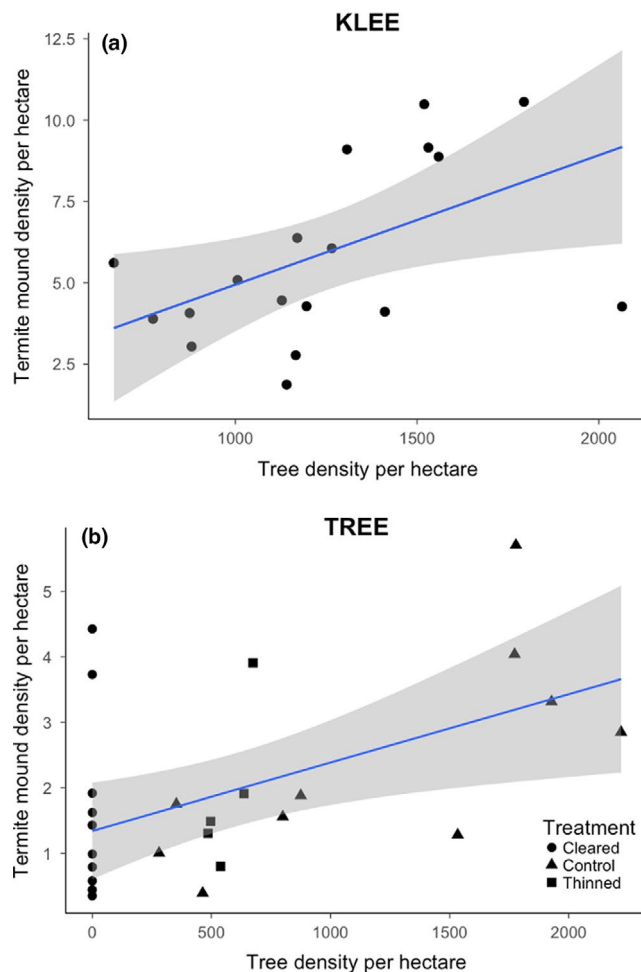 KLEE
(a)
12.5
10.0
7.5
5.0
2.5
Termite mound density per hectare
1000 1500 2000
Tree density per hectare
TREE
(b)
5
4
3
2
1
Termite mound density per hectare
Treatment
Cleared
Control
Thinned
0 500 1000 1500 2000
Tree density per hectare